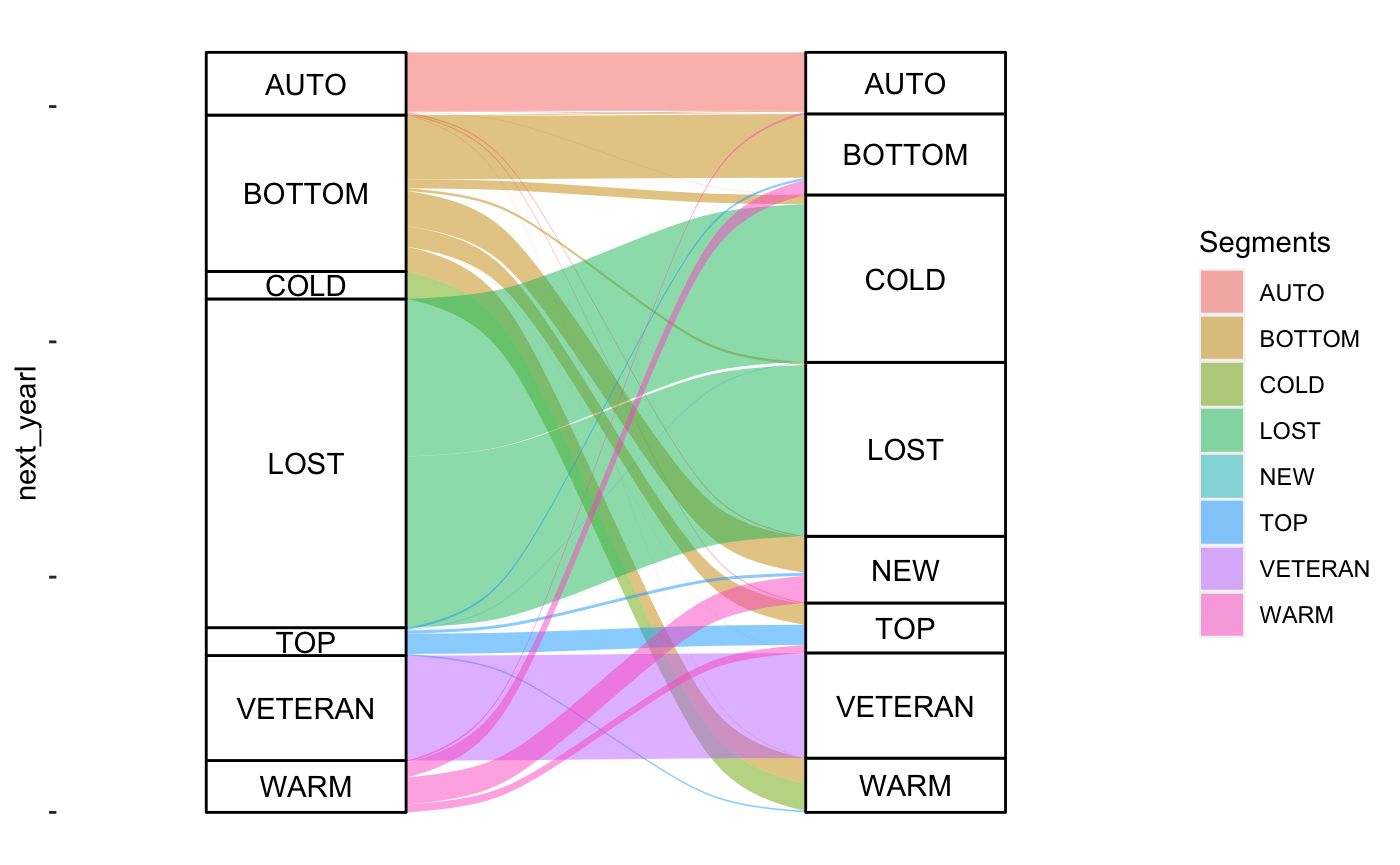 next_yearl
AUTO
BOTTOM
COLD
LOST
TOP
VETERAN
WARM
AUTO
BOTTOM
COLD
LOST
NEW
TOP
VETERAN
WARM
Segments
AUTO
BOTTOM
COLD
LOST
NEW
TOP
VETERAN
WARM